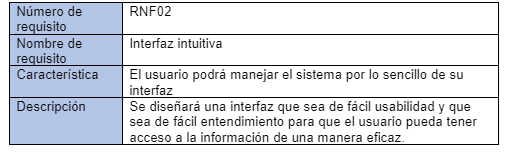 Número de requisito RNF02
Nombre de requisito Interfaz intuitiva
Característica El usuario podrá manejar el sistema por lo sencillo de su interfaz
Descripción Se diseñará una interfaz que sea de fácil usabilidad y que
sea de fácil entendimiento para que el usuario pueda tener
acceso a la información de una manera eficaz.